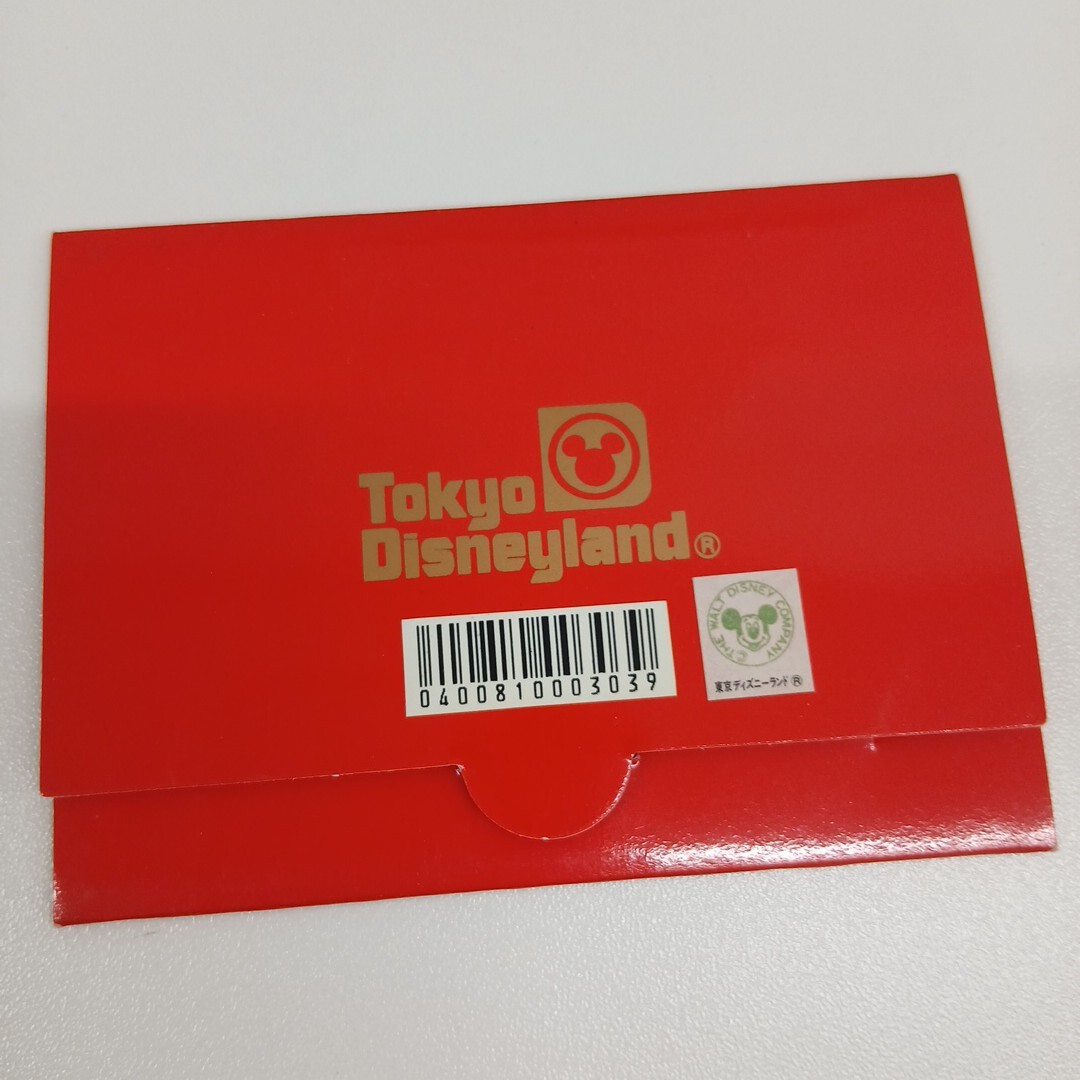 Tokyo
Disneyland®
0400810003039
©THE WALT DISNEY COMPANY
東京ディズニーランド®